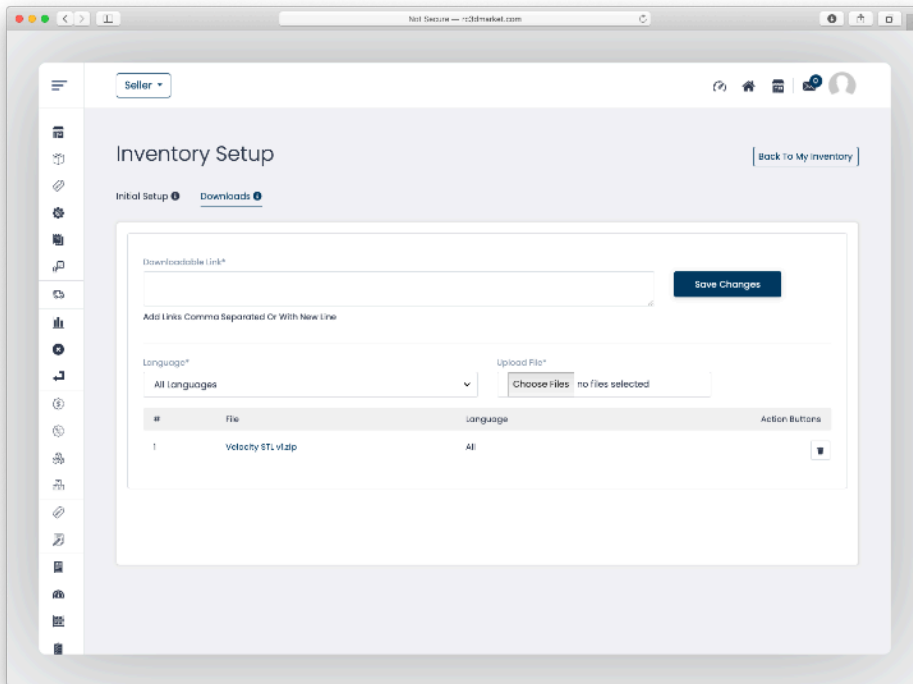 Not Secure — rc3dmarket.com
Seller
0
Inventory Setup
Back To My Inventory
Initial Setup
Downloads
Downloadable Link*
Save Changes
Add Links Comma Separated Or With New Line
Language*
Upload File*
All Languages
Choose Files no files selected
# File Language Action Buttons
1 Velocity STL v1.zip All